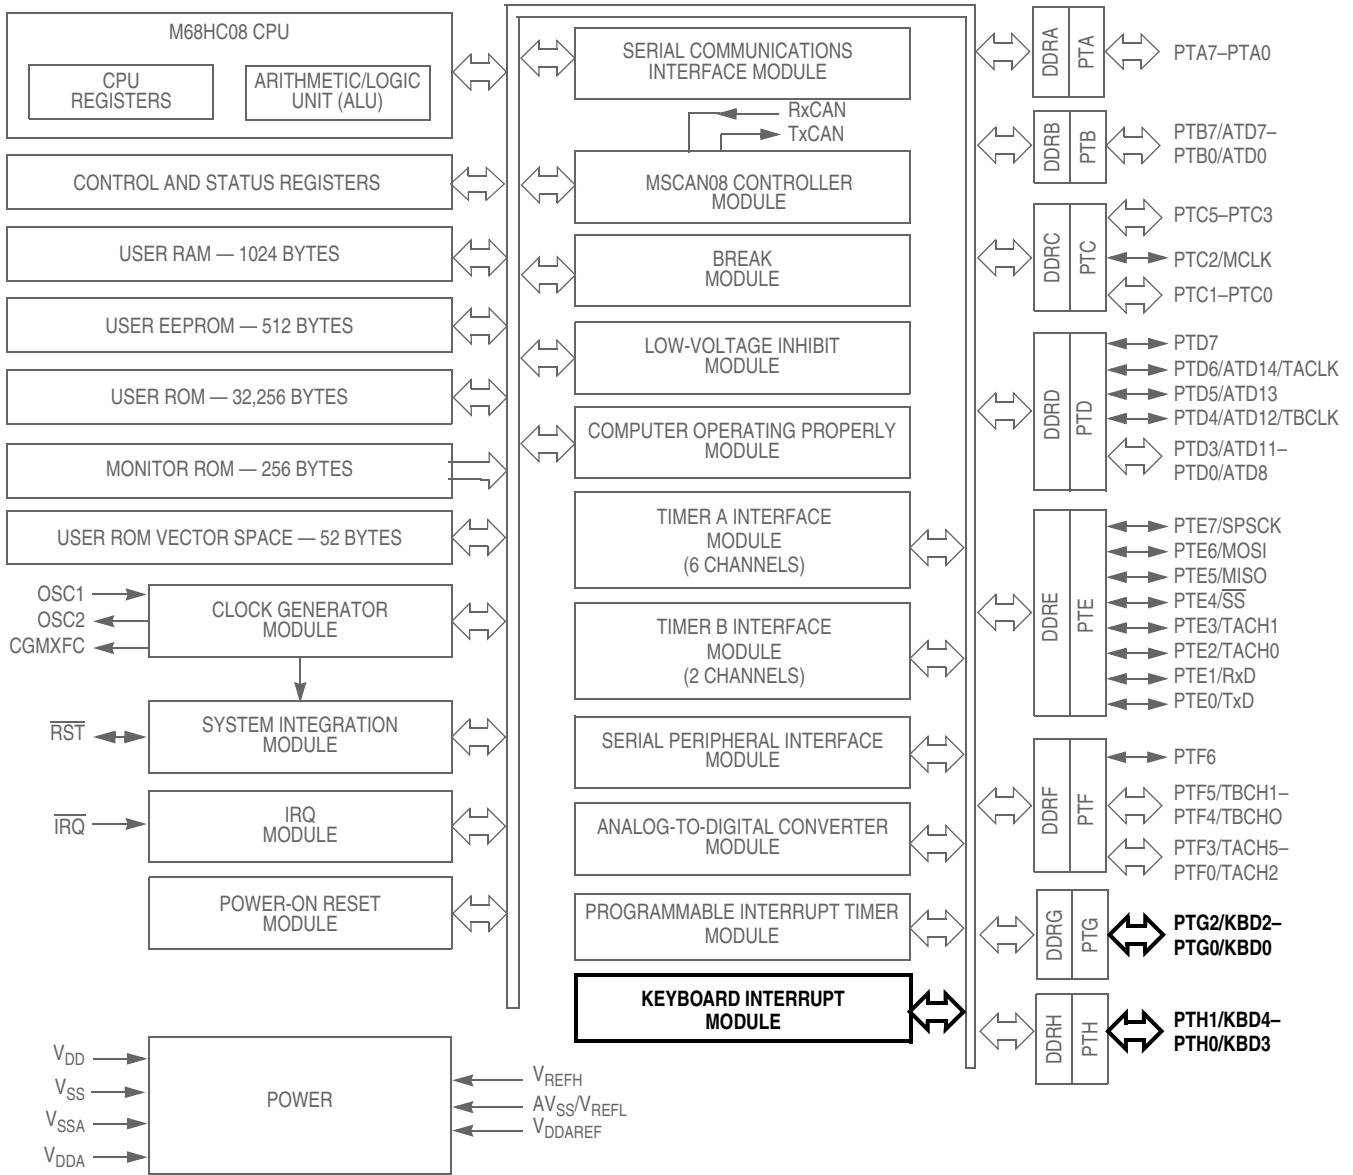 M68HC08 CPU
CPU
REGISTERS
ARITHMETIC/LOGIC
UNIT (ALU)
CONTROL AND STATUS REGISTERS
USER RAM — 1024 BYTES
USER EEPROM — 512 BYTES
USER ROM — 32,256 BYTES
MONITOR ROM — 256 BYTES
USER ROM VECTOR SPACE — 52 BYTES
OSC1
OSC2
CGMXFC
CLOCK GENERATOR
MODULE
RST
SYSTEM INTEGRATION
MODULE
IRQ
IRQ
MODULE
POWER-ON RESET
MODULE
VDD
VSS
VSSA
VDDA
POWER
VREFH
AVSS/VREFL
VDDAREF
SERIAL COMMUNICATIONS
INTERFACE MODULE
RxCAN
TxCAN
MSCAN08 CONTROLLER
MODULE
BREAK
MODULE
LOW-VOLTAGE INHIBIT
MODULE
COMPUTER OPERATING PROPERLY
MODULE
TIMER A INTERFACE
MODULE
(6 CHANNELS)
TIMER B INTERFACE
MODULE
(2 CHANNELS)
SERIAL PERIPHERAL INTERFACE
MODULE
ANALOG-TO-DIGITAL CONVERTER
MODULE
PROGRAMMABLE INTERRUPT TIMER
MODULE
KEYBOARD INTERRUPT
MODULE
DDRA
PTA
PTA7–PTA0
DDRB
PTB
PTB7/ATD7–
PTB0/ATD0
DDRC
PTC
PTC5–PTC3
PTC2/MCLK
PTC1–PTC0
DDRD
PTD
PTD7
PTD6/ATD14/TACLK
PTD5/ATD13
PTD4/ATD12/TBCLK
PTD3/ATD11–
PTD0/ATD8
DDRE
PTE
PTE7/SPSCK
PTE6/MOSI
PTE5/MISO
PTE4/SS
PTE3/TACH1
PTE2/TACH0
PTE1/RxD
PTE0/TxD
DDRF
PTF
PTF6
PTF5/TBCH1–
PTF4/TBCHO
PTF3/TACH5–
PTF0/TACH2
DDRG
PTG
PTG2/KBD2–
PTG0/KBD0
DDRH
PTH
PTH1/KBD4–
PTH0/KBD3